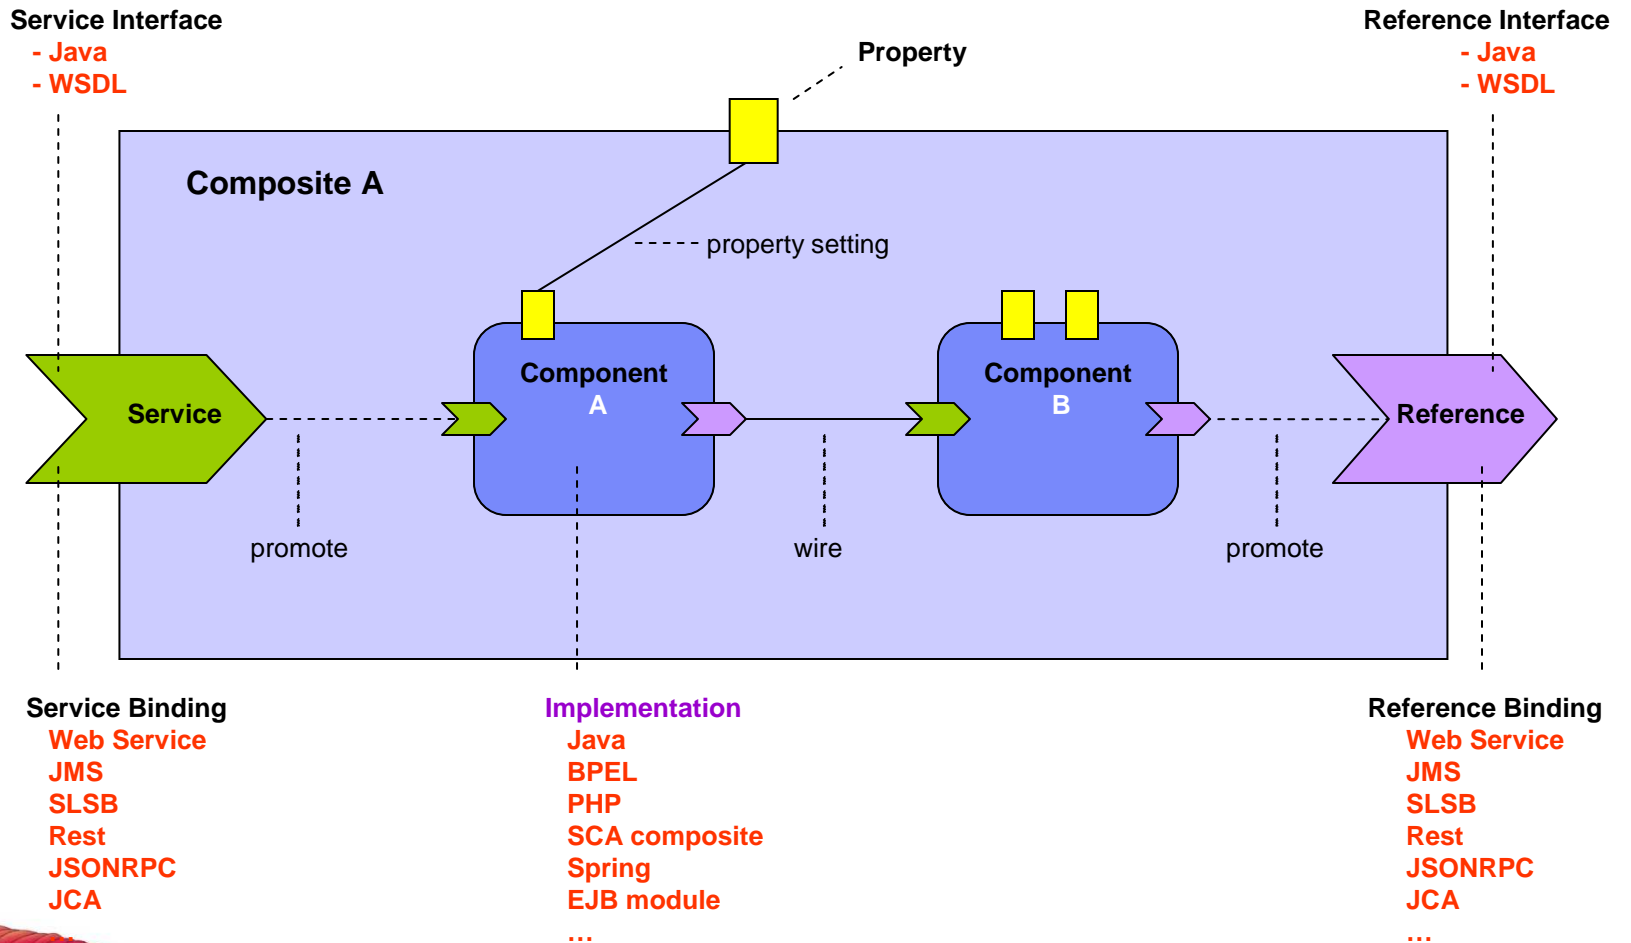 Service Interface
- Java
- WSDL
Reference Interface
- Java
- WSDL
Property
Composite A
property setting
Component
A
Component
B
Service
Reference
promote
wire
promote
Service Binding
Web Service
JMS
SLSB
Rest
JSONRPC
JCA
Implementation
Java
BPEL
PHP
SCA composite
Spring
EJB module
...
Reference Binding
Web Service
JMS
SLSB
Rest
JSONRPC
JCA
...